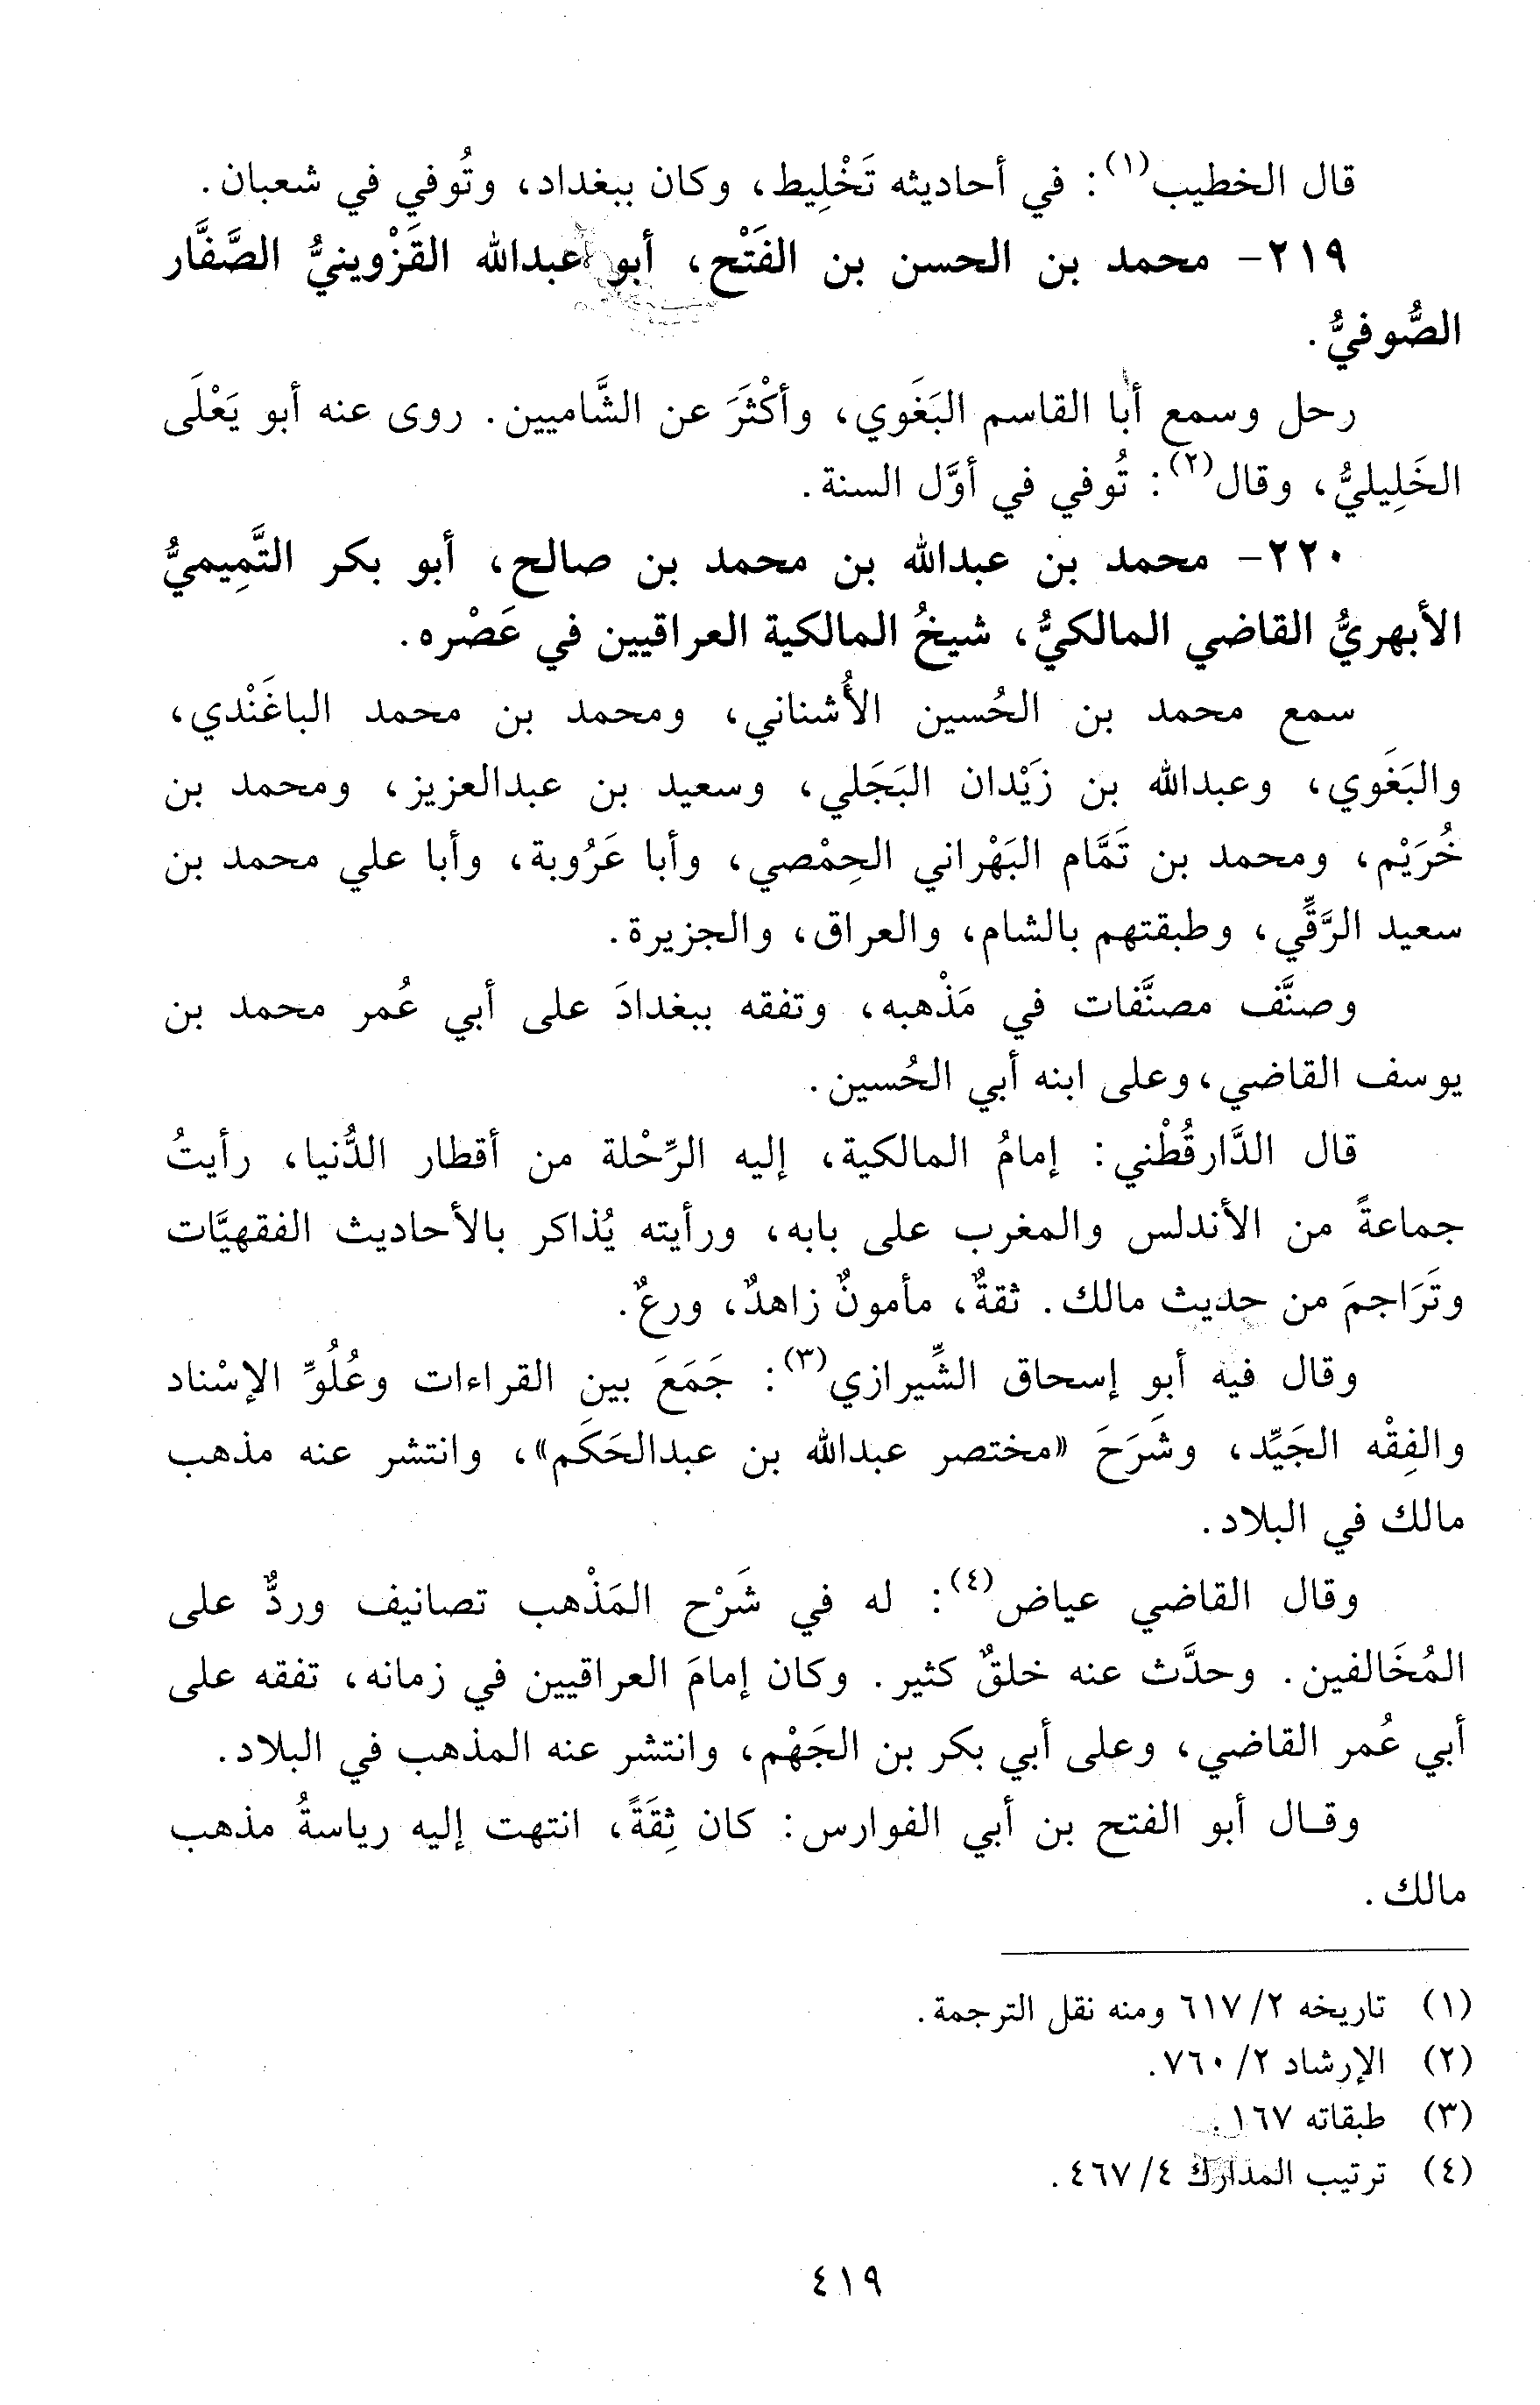 قال الخطيب(١): في أحاديثه تَخْلِيط، وكان ببغداد، وتُوفي في شعبان.
٢١٩- محمد بن الحسن بن الفَتْح، أبو عبدالله القَزْوينيُّ الصَّفَّار
الصُّوفيُّ.
رحل وسمع أبا القاسم البَغَوي، وأكْثَرَ عن الشَّاميين. روى عنه أبو يَعْلَى
الخَلِيليُّ، وقال(٢): تُوفي في أوَّل السنة.
٢٢٠- محمد بن عبدالله بن محمد بن صالح، أبو بكر التَّمِيميُّ
الأبهريُّ القاضي المالكيُّ، شيخُ المالكية العراقيين في عَصْره.
سمع محمد بن الحُسين الأُشناني، ومحمد بن محمد الباغَنْدي،
والبَغَوي، وعبدالله بن زَيْدان البَجَلي، وسعيد بن عبدالعزيز، ومحمد بن
خُرَيْم، ومحمد بن تَمَّام البَهْراني الحِمْصي، وأبا عَرُوبة، وأبا علي محمد بن
سعيد الرَّقِّي، وطبقتهم بالشام، والعراق، والجزيرة.
وصنَّف مصنَّفات في مَذْهبه، وتفقه ببغدادَ على أبي عُمر محمد بن
يوسف القاضي، وعلى ابنه أبي الحُسين.
قال الدَّارقُطْني: إمامُ المالكية، إليه الرِّحْلة من أقطار الدُّنيا، رأيتُ
جماعةً من الأندلس والمغرب على بابه، ورأيته يُذاكر بالأحاديث الفقهيَّات
وتَرَاجمَ من حديث مالك. ثقةٌ، مأمونٌ زاهدٌ، ورعٌ.
وقال فيه أبو إسحاق الشِّيرازي(٣): جَمَعَ بين القراءات وعُلُوِّ الإسْناد
والفِقْه الجَيِّد، وشَرَحَ «مختصر عبدالله بن عبدالحَكَم»، وانتشر عنه مذهب
مالك في البلاد.
وقال القاضي عياض(٤): له في شَرْح المَذْهب تصانيف وردٌّ على
المُخَالفين. وحدَّث عنه خلقٌ كثير. وكان إمامَ العراقيين في زمانه، تفقه على
أبي عُمر القاضي، وعلى أبي بكر بن الجَهْم، وانتشر عنه المذهب في البلاد.
وقال أبو الفتح بن أبي الفوارس: كان ثِقَةً، انتهت إليه رياسةُ مذهب
مالك.
(١) تاريخه ٢/ ٦١٧ ومنه نقل الترجمة.
(٢) الإرشاد ٢/ ٧٦٠.
(٣) طبقاته ١٦٧.
(٤) ترتيب المدارك ٤/ ٤٦٧.
٤١٩